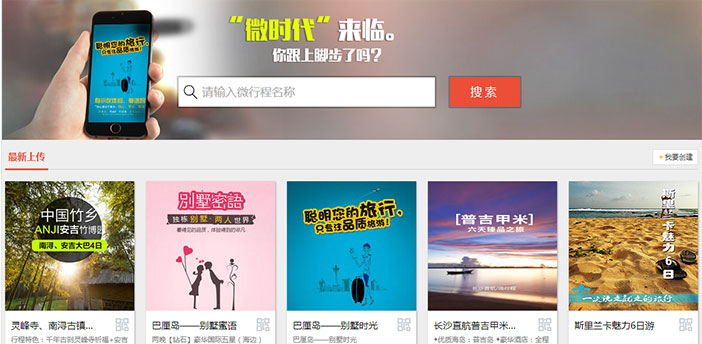 “微时代”来临。
你跟上脚步了吗？
聪明您的旅行,
只专注品质旅游!
请输入微行程名称
搜索
最新上传
+我要创建
中国竹乡
ANJI安吉竹博园
南浔、安吉大巴4日
别墅蜜语
独栋别墅·两人世界
聪明您的旅行,
只专注品质旅游!
[普吉甲米]
六天臻品之旅
斯里兰卡魅力6日
一次说走就走的旅行
灵峰寺、南浔古镇...
行程特色：千年古刹灵峰寺祈福+安吉
巴厘岛——别墅蜜语
两晚【钻石】豪华国际五星（海边）
巴厘岛——别墅时光
长沙直航普吉甲米...
*优质海岛：普吉岛 *豪华酒店：全程
斯里兰卡魅力6日游